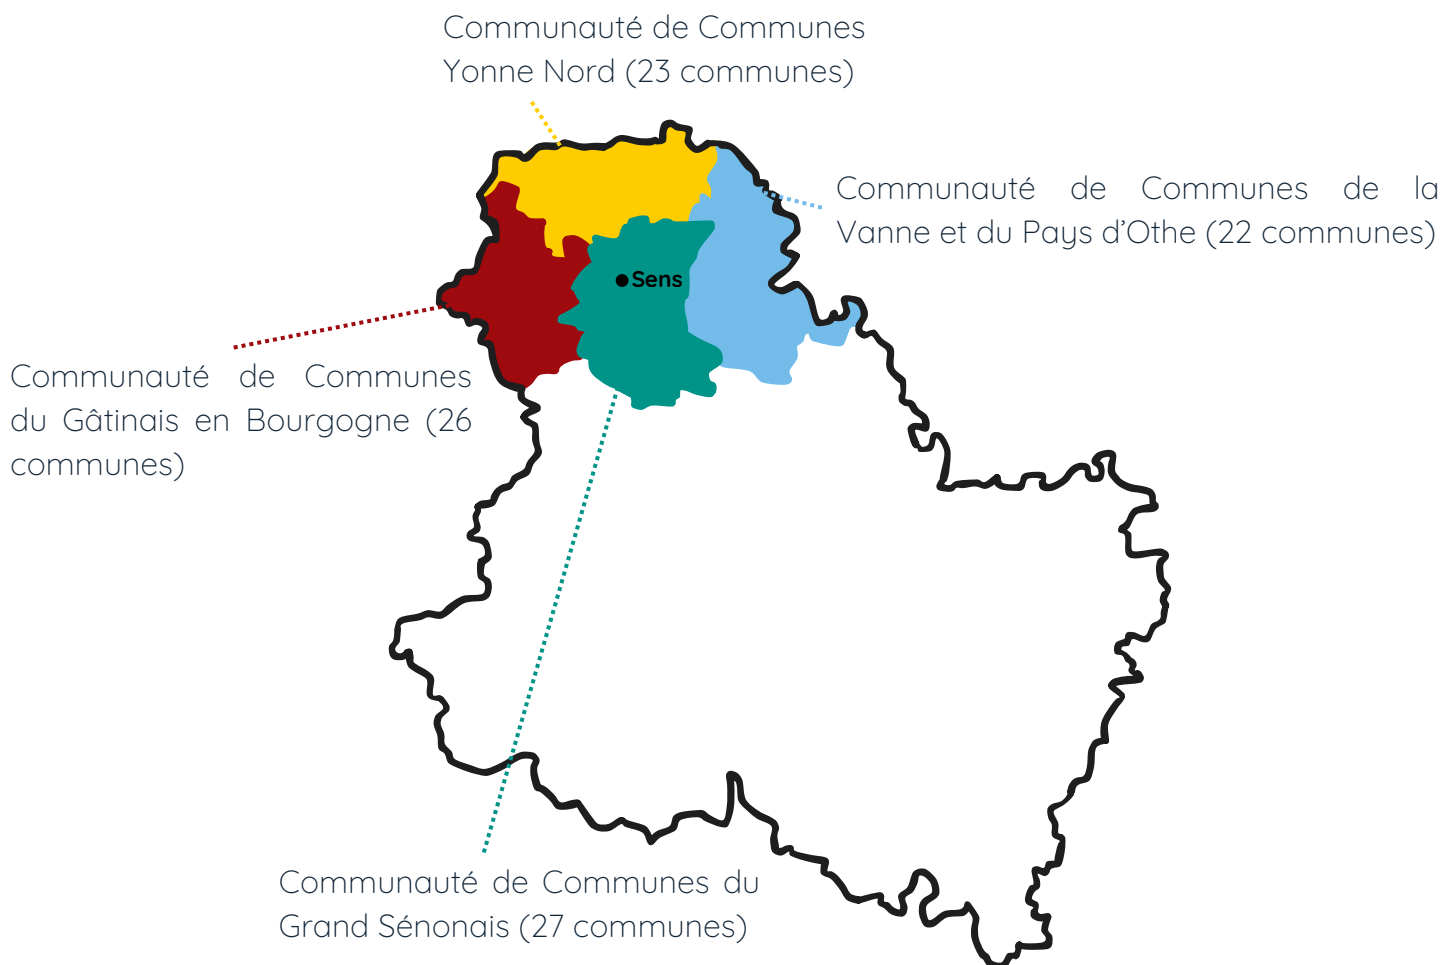 Communauté de Communes
Yonne Nord (23 communes)
Communauté de Communes de la
Vanne et du Pays d’Othe (22 communes)
Sens
Communauté de Communes
du Gâtinais en Bourgogne (26
communes)
Communauté de Communes du
Grand Sénonais (27 communes)